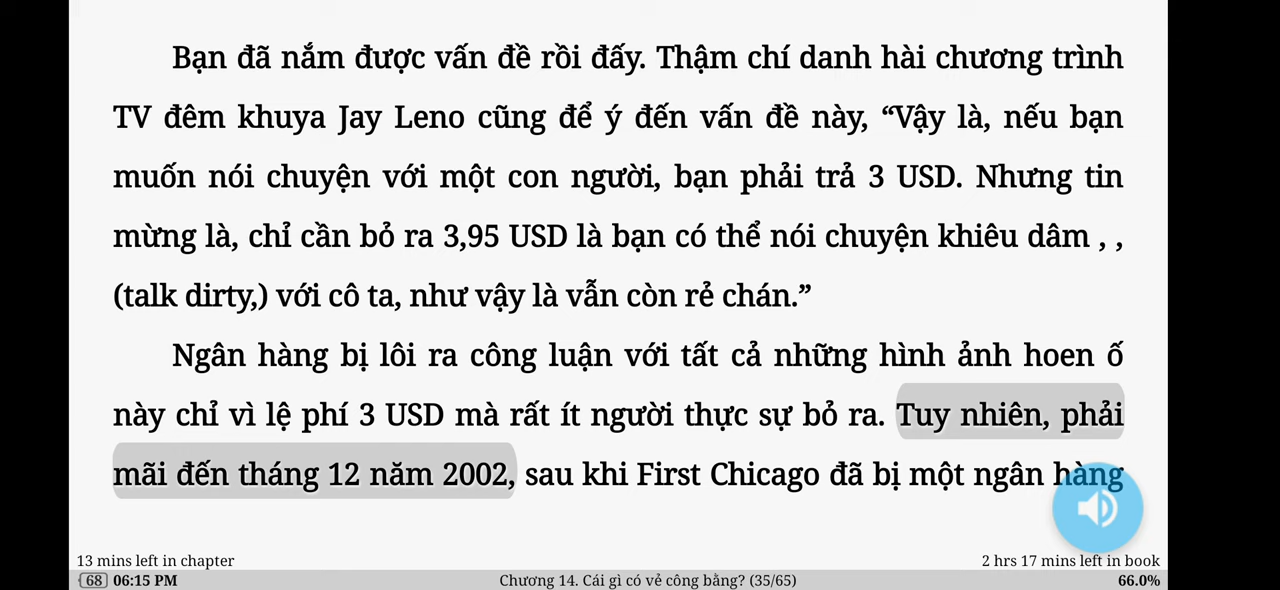 Bạn đã nắm được vấn đề rồi đấy. Thậm chí danh hài chương trình
TV đêm khuya Jay Leno cũng để ý đến vấn đề này, “Vậy là, nếu bạn
muốn nói chuyện với một con người, bạn phải trả 3 USD. Nhưng tin
mừng là, chỉ cần bỏ ra 3,95 USD là bạn có thể nói chuyện khiêu dâm , ,
(talk dirty,) với cô ta, như vậy là vẫn còn rẻ chán.”
Ngân hàng bị lôi ra công luận với tất cả những hình ảnh hoen ố
này chỉ vì lệ phí 3 USD mà rất ít người thực sự bỏ ra. Tuy nhiên, phải
mãi đến tháng 12 năm 2002, sau khi First Chicago đã bị một ngân hàng
13 mins left in chapter 2 hrs 17 mins left in book
68 06:15 PM Chương 14. Cái gì có vẻ công bằng? (35/65) 66.0%